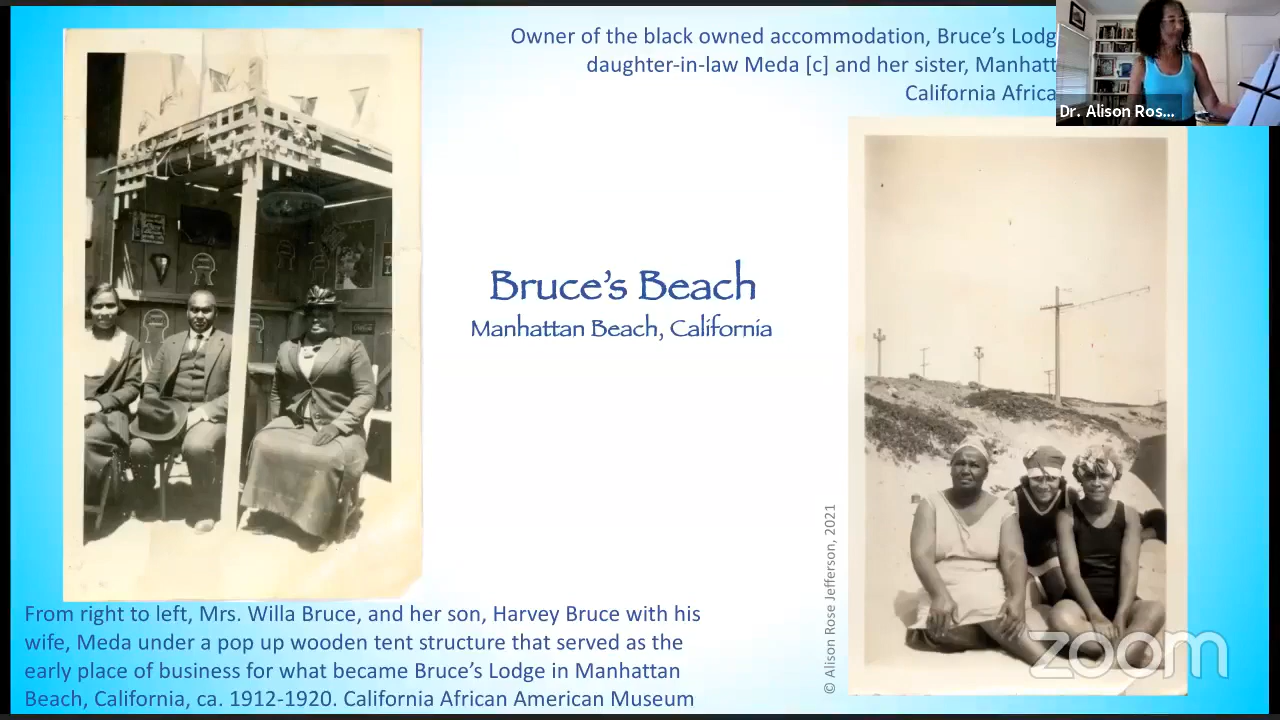 Owner of the black owned accommodation, Bruce's Lodg
daughter-in-law Meda [c] and her sister, Manhatt
California Africa
Dr. Alison Ros...
Bruce's Beach
Manhattan Beach, California
© Alison Rose Jefferson, 2021
From right to left, Mrs. Willa Bruce, and her son, Harvey Bruce with his
wife, Meda under a pop up wooden tent structure that served as the
early place of business for what became Bruce's Lodge in Manhattan
Beach, California, ca. 1912-1920. California African American Museum
zoom